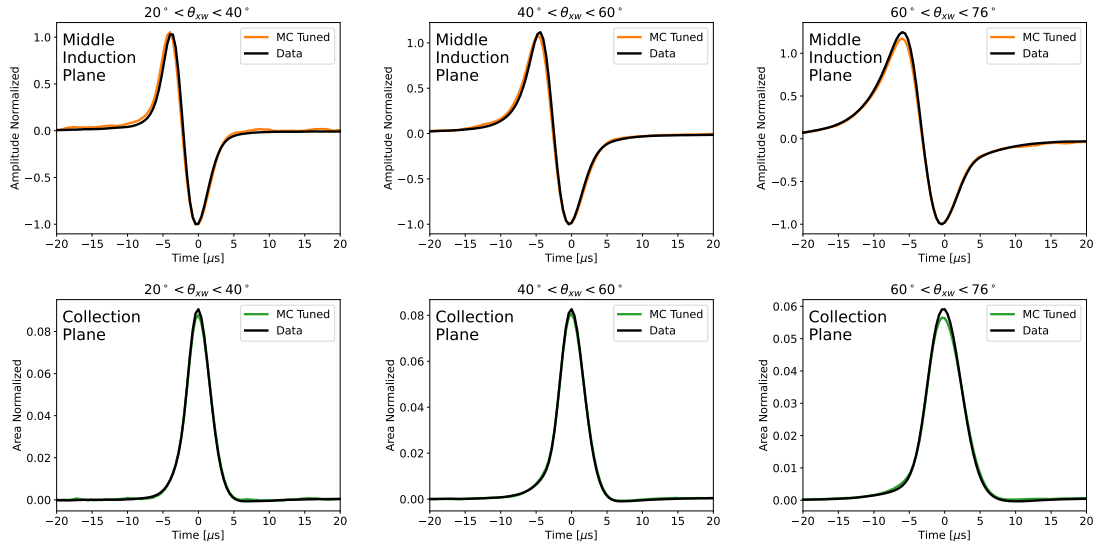 20° < θxw < 40°
Middle
Induction
Plane
MC Tuned
Data
Amplitude Normalized
1.0
0.5
0.0
−0.5
−1.0
−20 −15 −10 −5 0 5 10 15 20
Time [μs]
40° < θxw < 60°
Middle
Induction
Plane
MC Tuned
Data
Amplitude Normalized
1.0
0.5
0.0
−0.5
−1.0
−20 −15 −10 −5 0 5 10 15 20
Time [μs]
60° < θxw < 76°
Middle
Induction
Plane
MC Tuned
Data
Amplitude Normalized
1.0
0.5
0.0
−0.5
−1.0
−20 −15 −10 −5 0 5 10 15 20
Time [μs]
20° < θxw < 40°
Collection
Plane
MC Tuned
Data
Area Normalized
0.08
0.06
0.04
0.02
0.00
−20 −15 −10 −5 0 5 10 15 20
Time [μs]
40° < θxw < 60°
Collection
Plane
MC Tuned
Data
Area Normalized
0.08
0.06
0.04
0.02
0.00
−20 −15 −10 −5 0 5 10 15 20
Time [μs]
60° < θxw < 76°
Collection
Plane
MC Tuned
Data
Area Normalized
0.06
0.05
0.04
0.03
0.02
0.01
0.00
−20 −15 −10 −5 0 5 10 15 20
Time [μs]